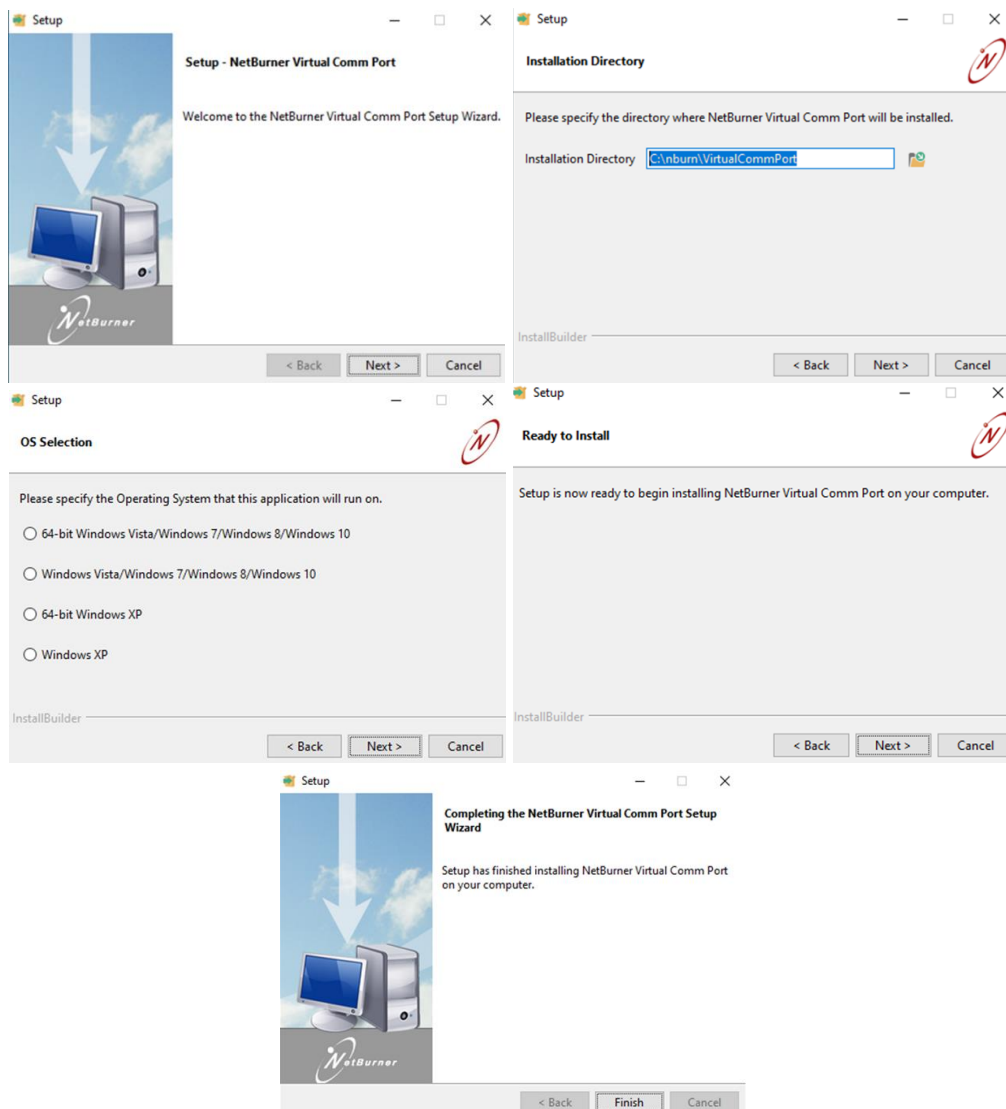 Setup
Setup - NetBurner Virtual Comm Port
Welcome to the NetBurner Virtual Comm Port Setup Wizard.
NetBurner
< Back Next > Cancel
Setup
Installation Directory
N
Please specify the directory where NetBurner Virtual Comm Port will be installed.
Installation Directory C:\nburn\VirtualCommPort
InstallBuilder
< Back Next > Cancel
Setup
OS Selection
N
Please specify the Operating System that this application will run on.
64-bit Windows Vista/Windows 7/Windows 8/Windows 10
Windows Vista/Windows 7/Windows 8/Windows 10
64-bit Windows XP
Windows XP
InstallBuilder
< Back Next > Cancel
Setup
Ready to Install
N
Setup is now ready to begin installing NetBurner Virtual Comm Port on your computer.
InstallBuilder
< Back Next > Cancel
Setup
Completing the NetBurner Virtual Comm Port Setup
Wizard
Setup has finished installing NetBurner Virtual Comm Port
on your computer.
NetBurner
< Back Finish Cancel